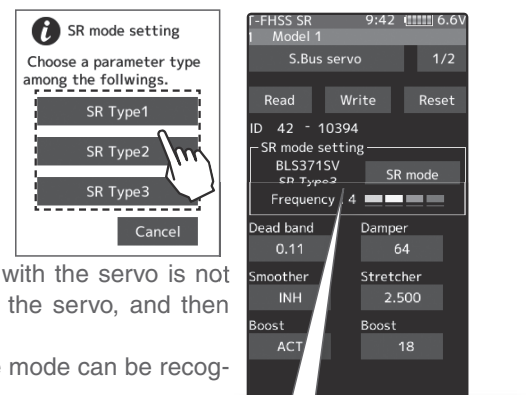 SR mode setting
Choose a parameter type
among the follwings.
SR Type1
SR Type2
SR Type3
Cancel
with the servo is not
the servo, and then
mode can be recog-
T-FHSS SR 9:42 6.6V
1 Model 1
S.Bus servo 1/2
Read Write Reset
ID 42 - 10394
SR mode setting
BLS371SV
SR Type3
SR mode
Frequency 4
Dead band Damper
0.11 64
Smoother Stretcher
INH 2.500
Boost Boost
ACT 18